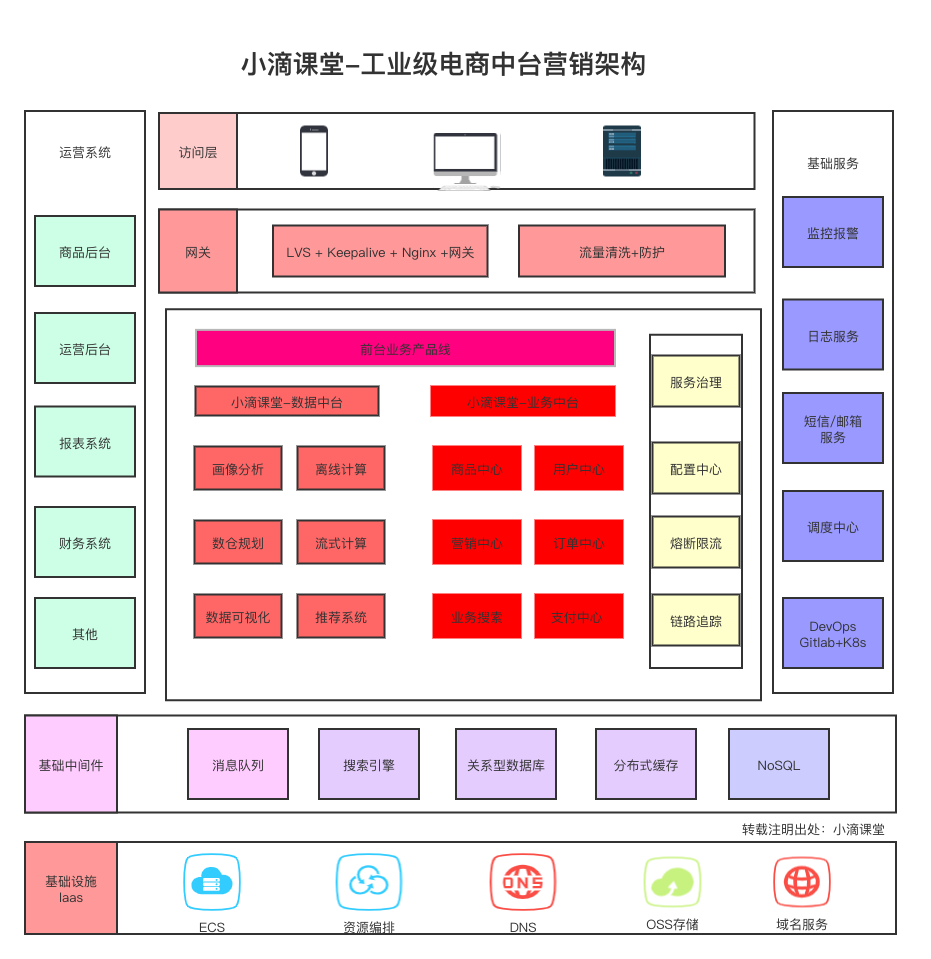 小滴课堂-工业级电商中台营销架构
运营系统
商品后台
运营后台
报表系统
财务系统
其他
访问层
网关
LVS + Keepalive + Nginx +网关
流量清洗+防护
前台业务产品线
小滴课堂-数据中台
小滴课堂-业务中台
画像分析
离线计算
商品中心
用户中心
数仓规划
流式计算
营销中心
订单中心
数据可视化
推荐系统
业务搜索
支付中心
服务治理
配置中心
熔断限流
链路追踪
基础服务
监控报警
日志服务
短信/邮箱
服务
调度中心
DevOps
Gitlab+K8s
基础中间件
消息队列
搜索引擎
关系型数据库
分布式缓存
NoSQL
转载注明出处：小滴课堂
基础设施
Iaas
ECS
资源编排
DNS
DNS
OSS存储
域名服务